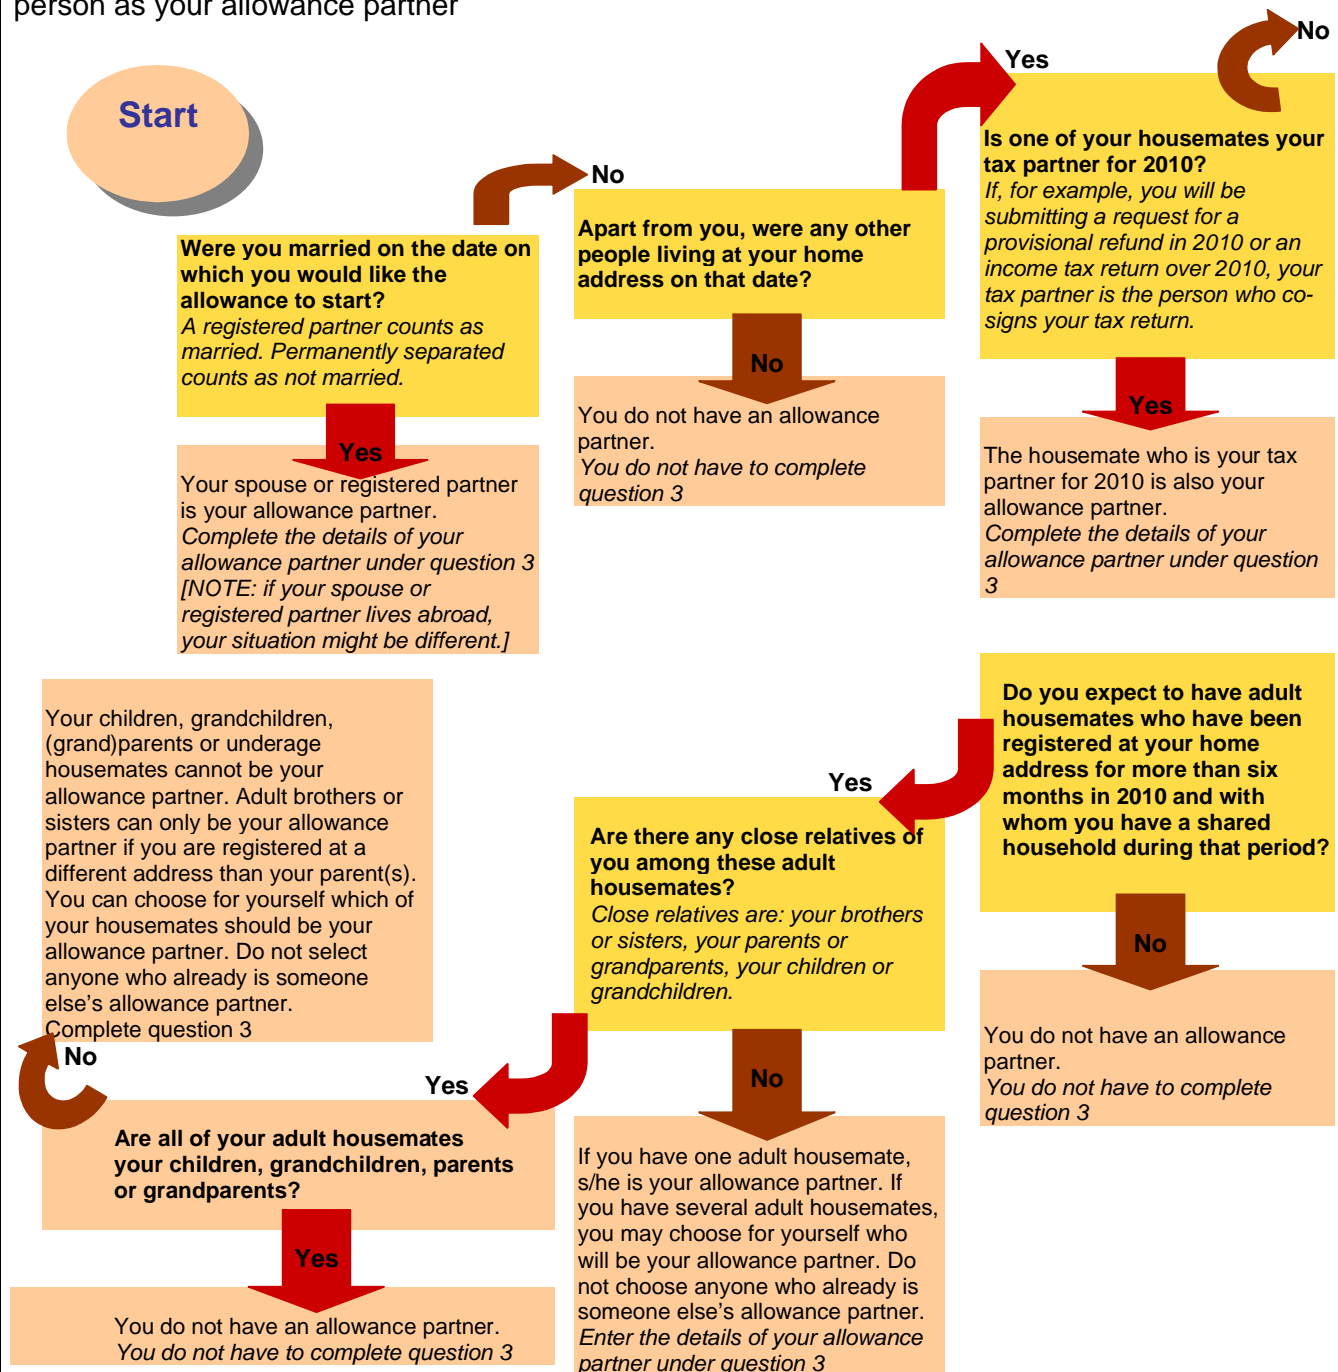 person as your allowance partner
Start
Were you married on the date on
which you would like the
allowance to start?
A registered partner counts as
married. Permanently separated
counts as not married.
Yes
Your spouse or registered partner
is your allowance partner.
Complete the details of your
allowance partner under question 3
[NOTE: if your spouse or
registered partner lives abroad,
your situation might be different.]
No
Apart from you, were any other
people living at your home
address on that date?
No
You do not have an allowance
partner.
You do not have to complete
question 3
Yes
Is one of your housemates your
tax partner for 2010?
If, for example, you will be
submitting a request for a
provisional refund in 2010 or an
income tax return over 2010, your
tax partner is the person who co-
signs your tax return.
Yes
The housemate who is your tax
partner for 2010 is also your
allowance partner.
Complete the details of your
allowance partner under question
3
No
Do you expect to have adult
housemates who have been
registered at your home
address for more than six
months in 2010 and with
whom you have a shared
household during that period?
No
You do not have an allowance
partner.
You do not have to complete
question 3
Yes
Are there any close relatives of
you among these adult
housemates?
Close relatives are: your brothers
or sisters, your parents or
grandparents, your children or
grandchildren.
No
If you have one adult housemate,
s/he is your allowance partner. If
you have several adult housemates,
you may choose for yourself who
will be your allowance partner. Do
not choose anyone who already is
someone else's allowance partner.
Enter the details of your allowance
partner under question 3
Yes
Are all of your adult housemates
your children, grandchildren, parents
or grandparents?
Yes
You do not have an allowance partner.
You do not have to complete question 3
No
Your children, grandchildren,
(grand)parents or underage
housemates cannot be your
allowance partner. Adult brothers or
sisters can only be your allowance
partner if you are registered at a
different address than your parent(s).
You can choose for yourself which of
your housemates should be your
allowance partner. Do not select
anyone who already is someone
else's allowance partner.
Complete question 3